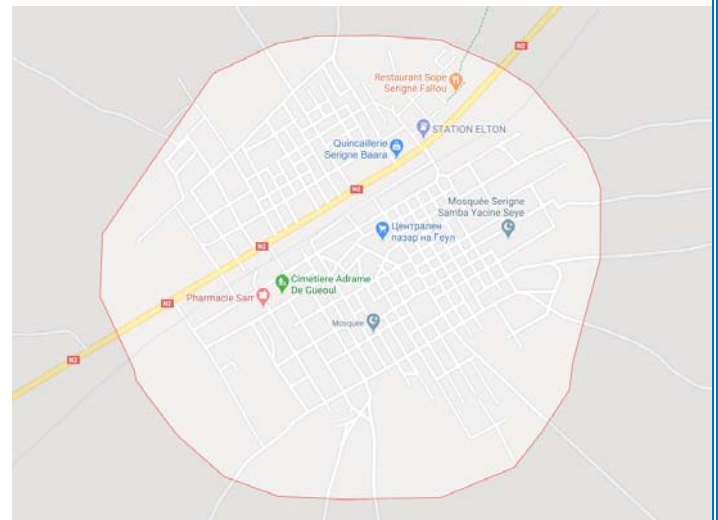 N2
Restaurant Sope
Serigne Fallou
STATION ELTON
Quincaillerie
Serigne Baara
N2
Mosquée Serigne
Samba Yacine Seye
Централен
пазар на Геул
N2
Cimetiere Adrame
De Gueoul
Pharmacie Sarr
N2
Mosquee
N2